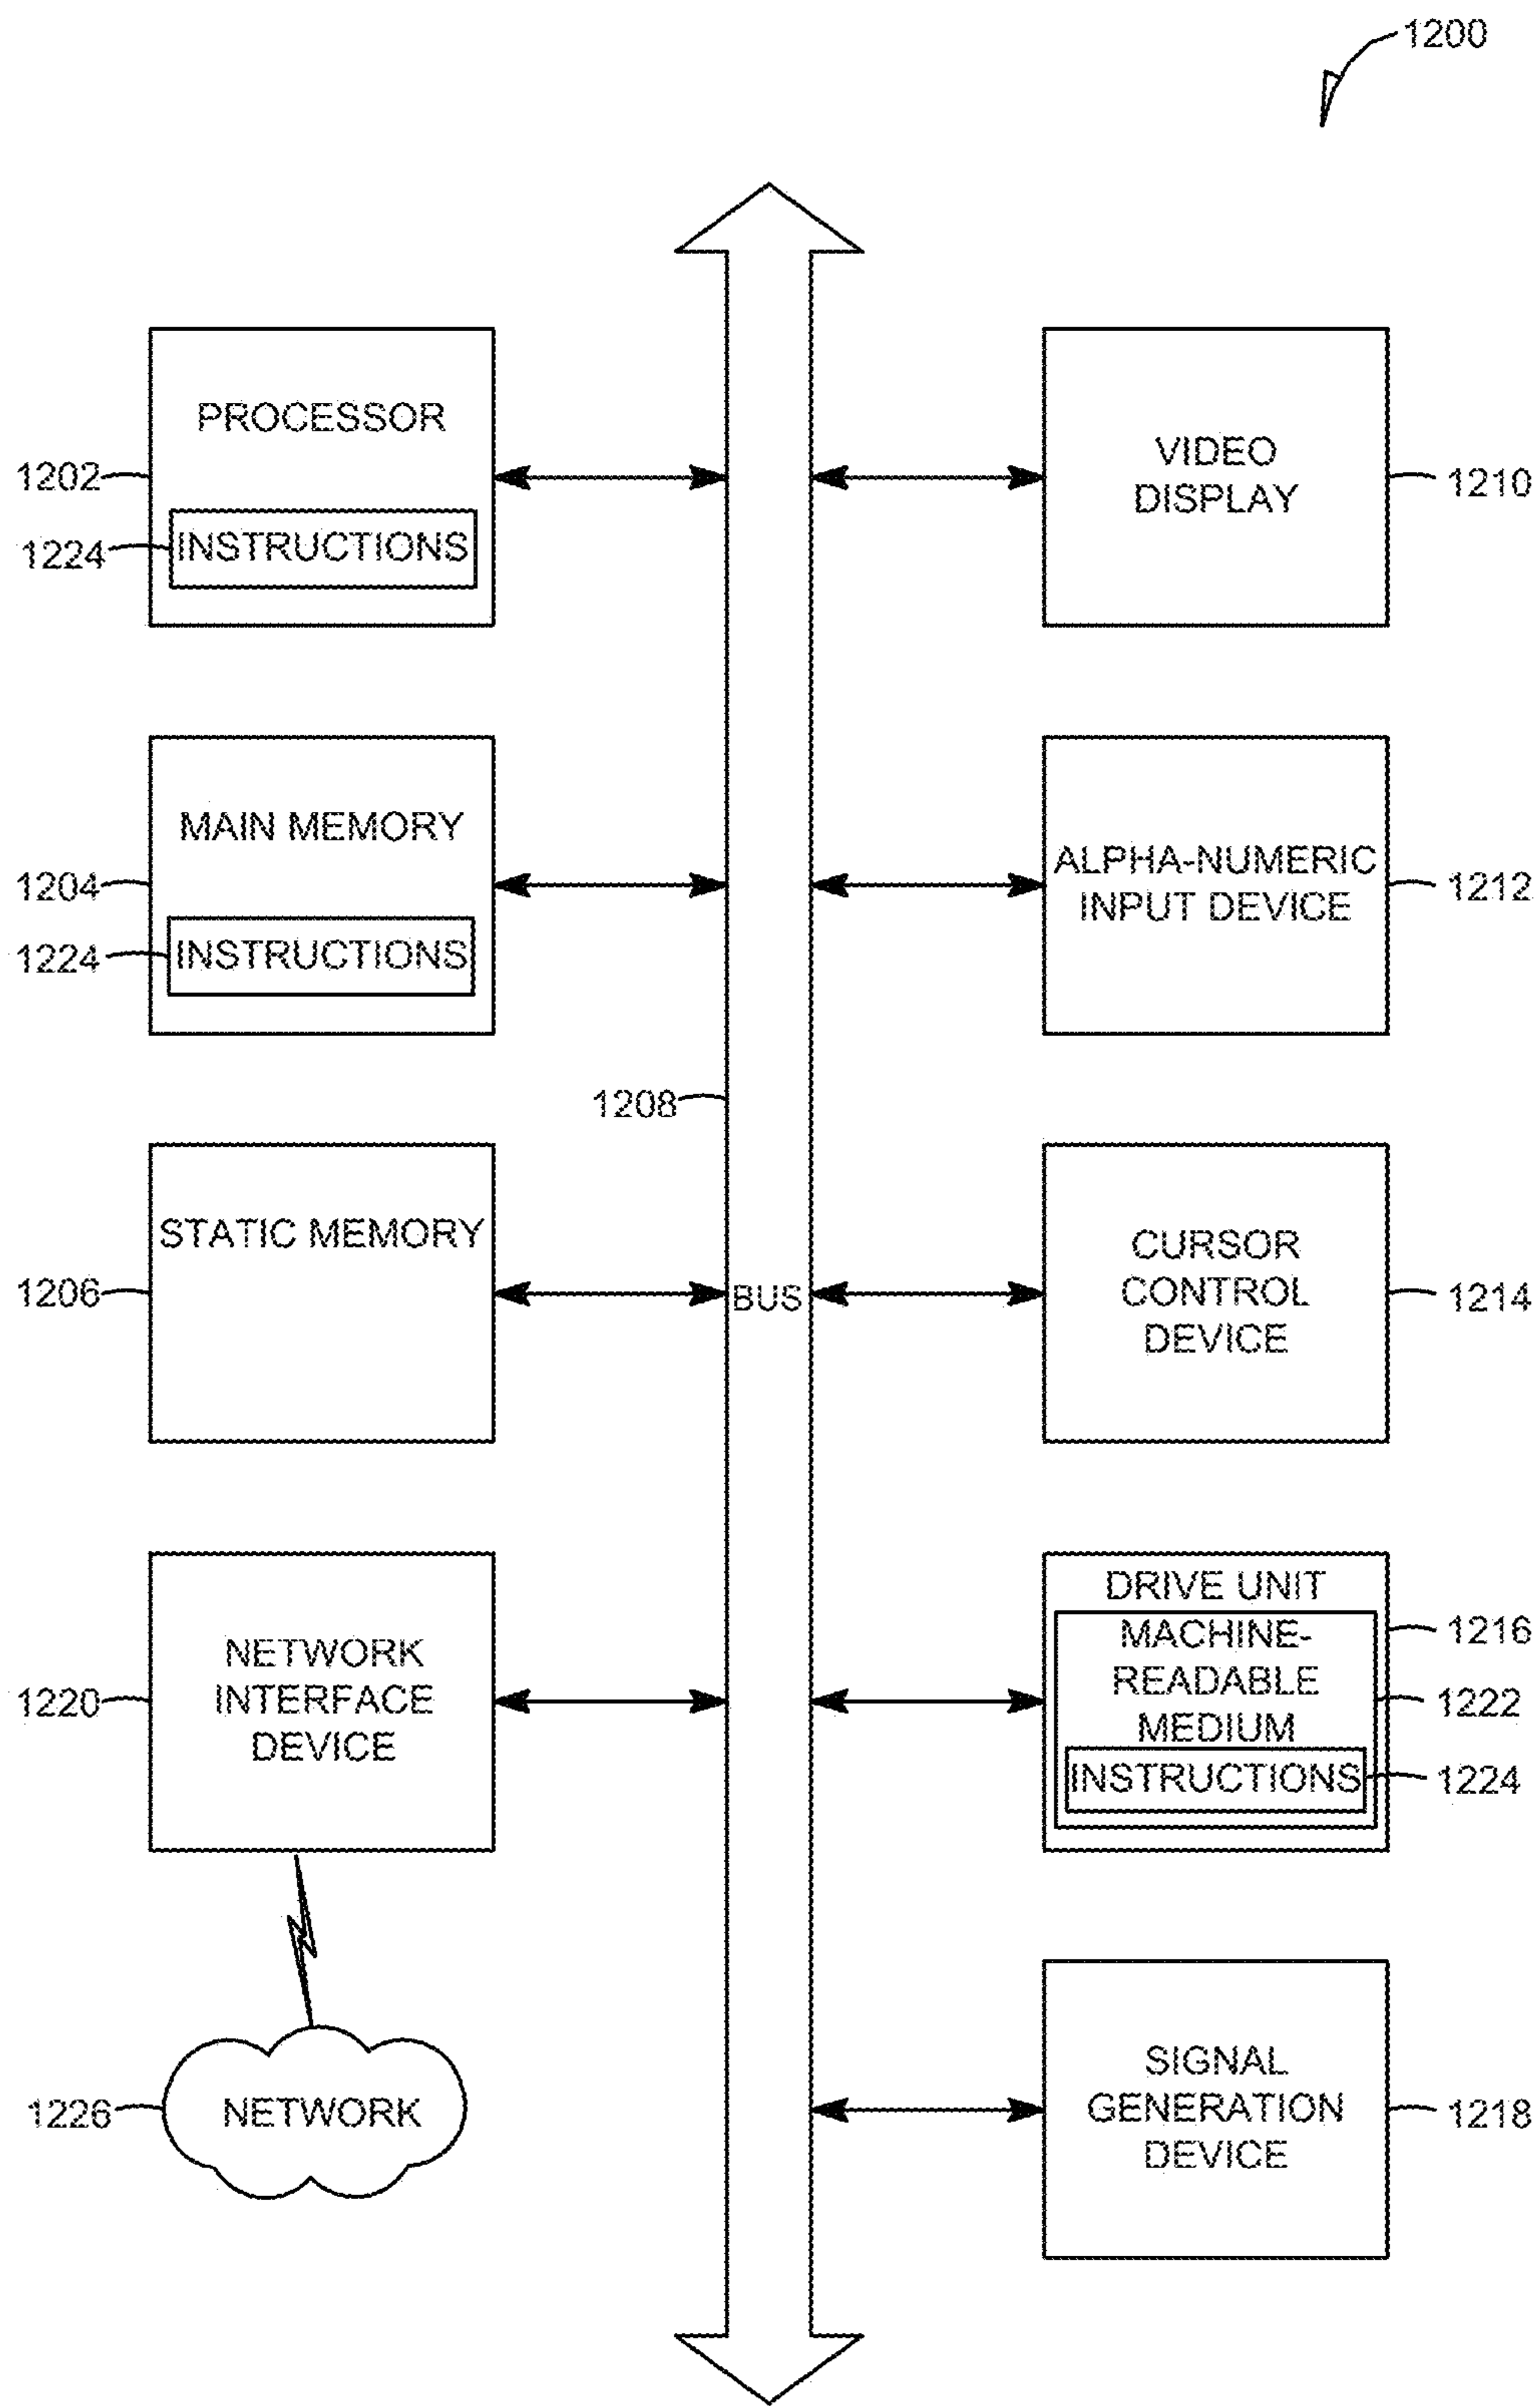 1200
PROCESSOR
1202
1224
INSTRUCTIONS
VIDEO
DISPLAY
1210
MAIN MEMORY
1204
1224
INSTRUCTIONS
ALPHA-NUMERIC
INPUT DEVICE
1212
1208
STATIC MEMORY
1206
BUS
CURSOR
CONTROL
DEVICE
1214
NETWORK
INTERFACE
DEVICE
1220
DRIVE UNIT
1216
MACHINE-
READABLE
MEDIUM
1222
INSTRUCTIONS
1224
1226
NETWORK
SIGNAL
GENERATION
DEVICE
1218